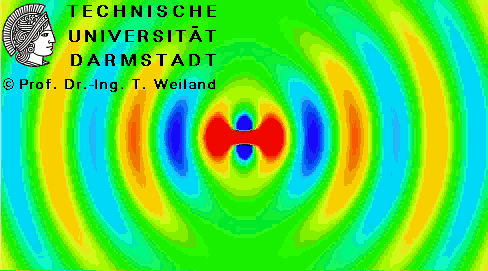 TECHNISCHE
UNIVERSITÄT
DARMSTADT
© Prof. Dr.-Ing. T. Weiland